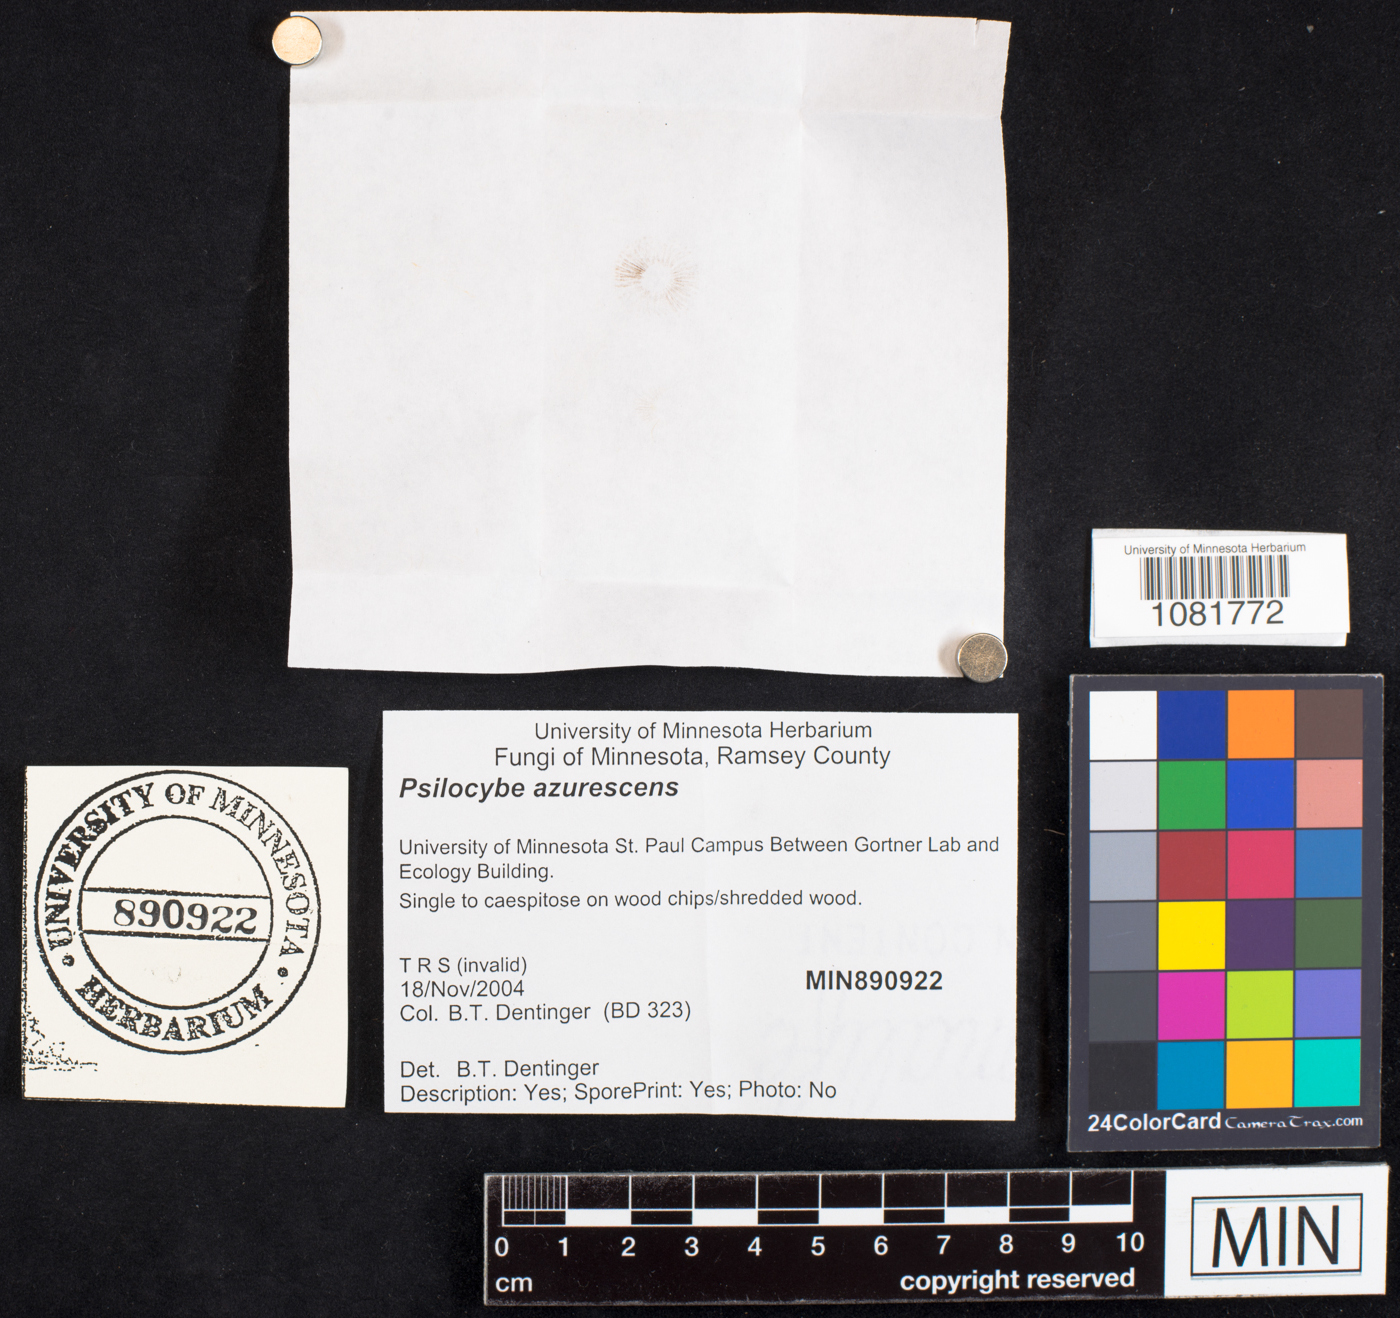 University of Minnesota Herbarium
1081772
University of Minnesota Herbarium
Fungi of Minnesota, Ramsey County
Psilocybe azurescens
University of Minnesota St. Paul Campus Between Gortner Lab and
Ecology Building.
Single to caespitose on wood chips/shredded wood.
T R S (invalid)
18/Nov/2004
Col. B.T. Dentinger (BD 323)
MIN890922
Det. B.T. Dentinger
Description: Yes; SporePrint: Yes; Photo: No
UNIVERSITY OF MINNESOTA
890922
HERBARIUM
24ColorCard CameraTrax.com
0 1 2 3 4 5 6 7 8 9 10
cm
copyright reserved
MIN